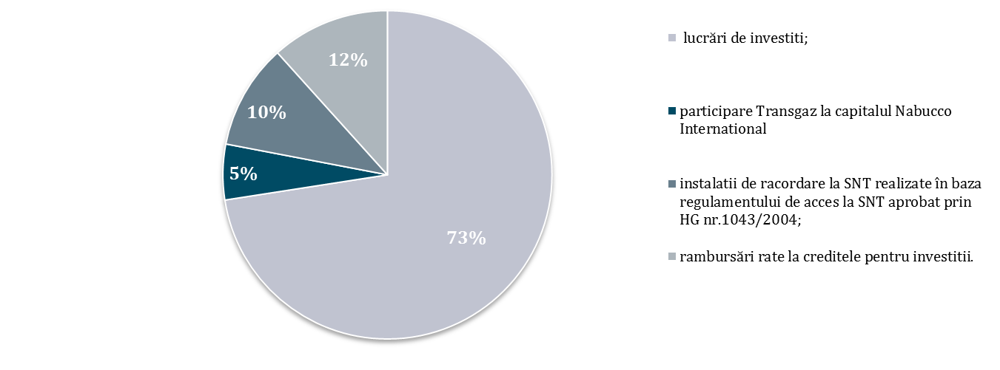 12%
10%
5%
73%
lucrări de investiti;
participare Transgaz la capitalul Nabucco
International
instalatii de racordare la SNT realizate în baza
regulamentului de acces la SNT aprobat prin
HG nr.1043/2004;
rambursări rate la creditele pentru investitii.